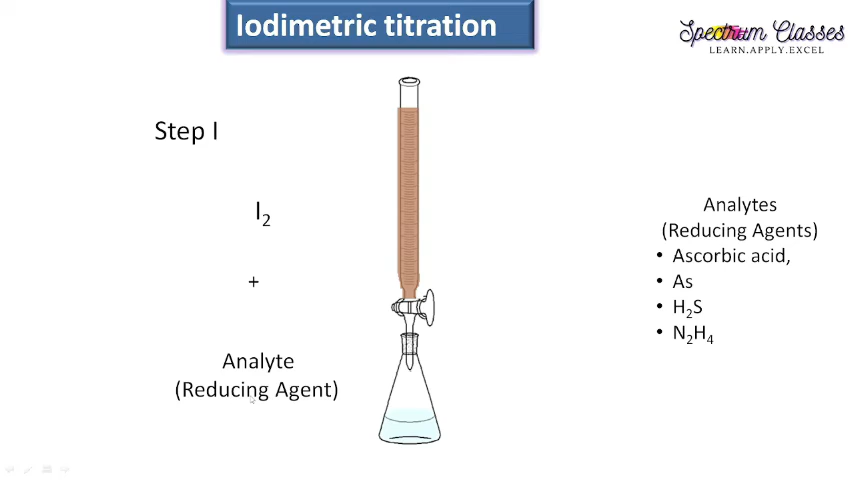 Iodimetric titration
Spectrum Classes
LEARN.APPLY.EXCEL
Step I
I₂
+
Analyte
(Reducing Agent)
Analytes
(Reducing Agents)
• Ascorbic acid,
• As
• H₂S
• N₂H₄